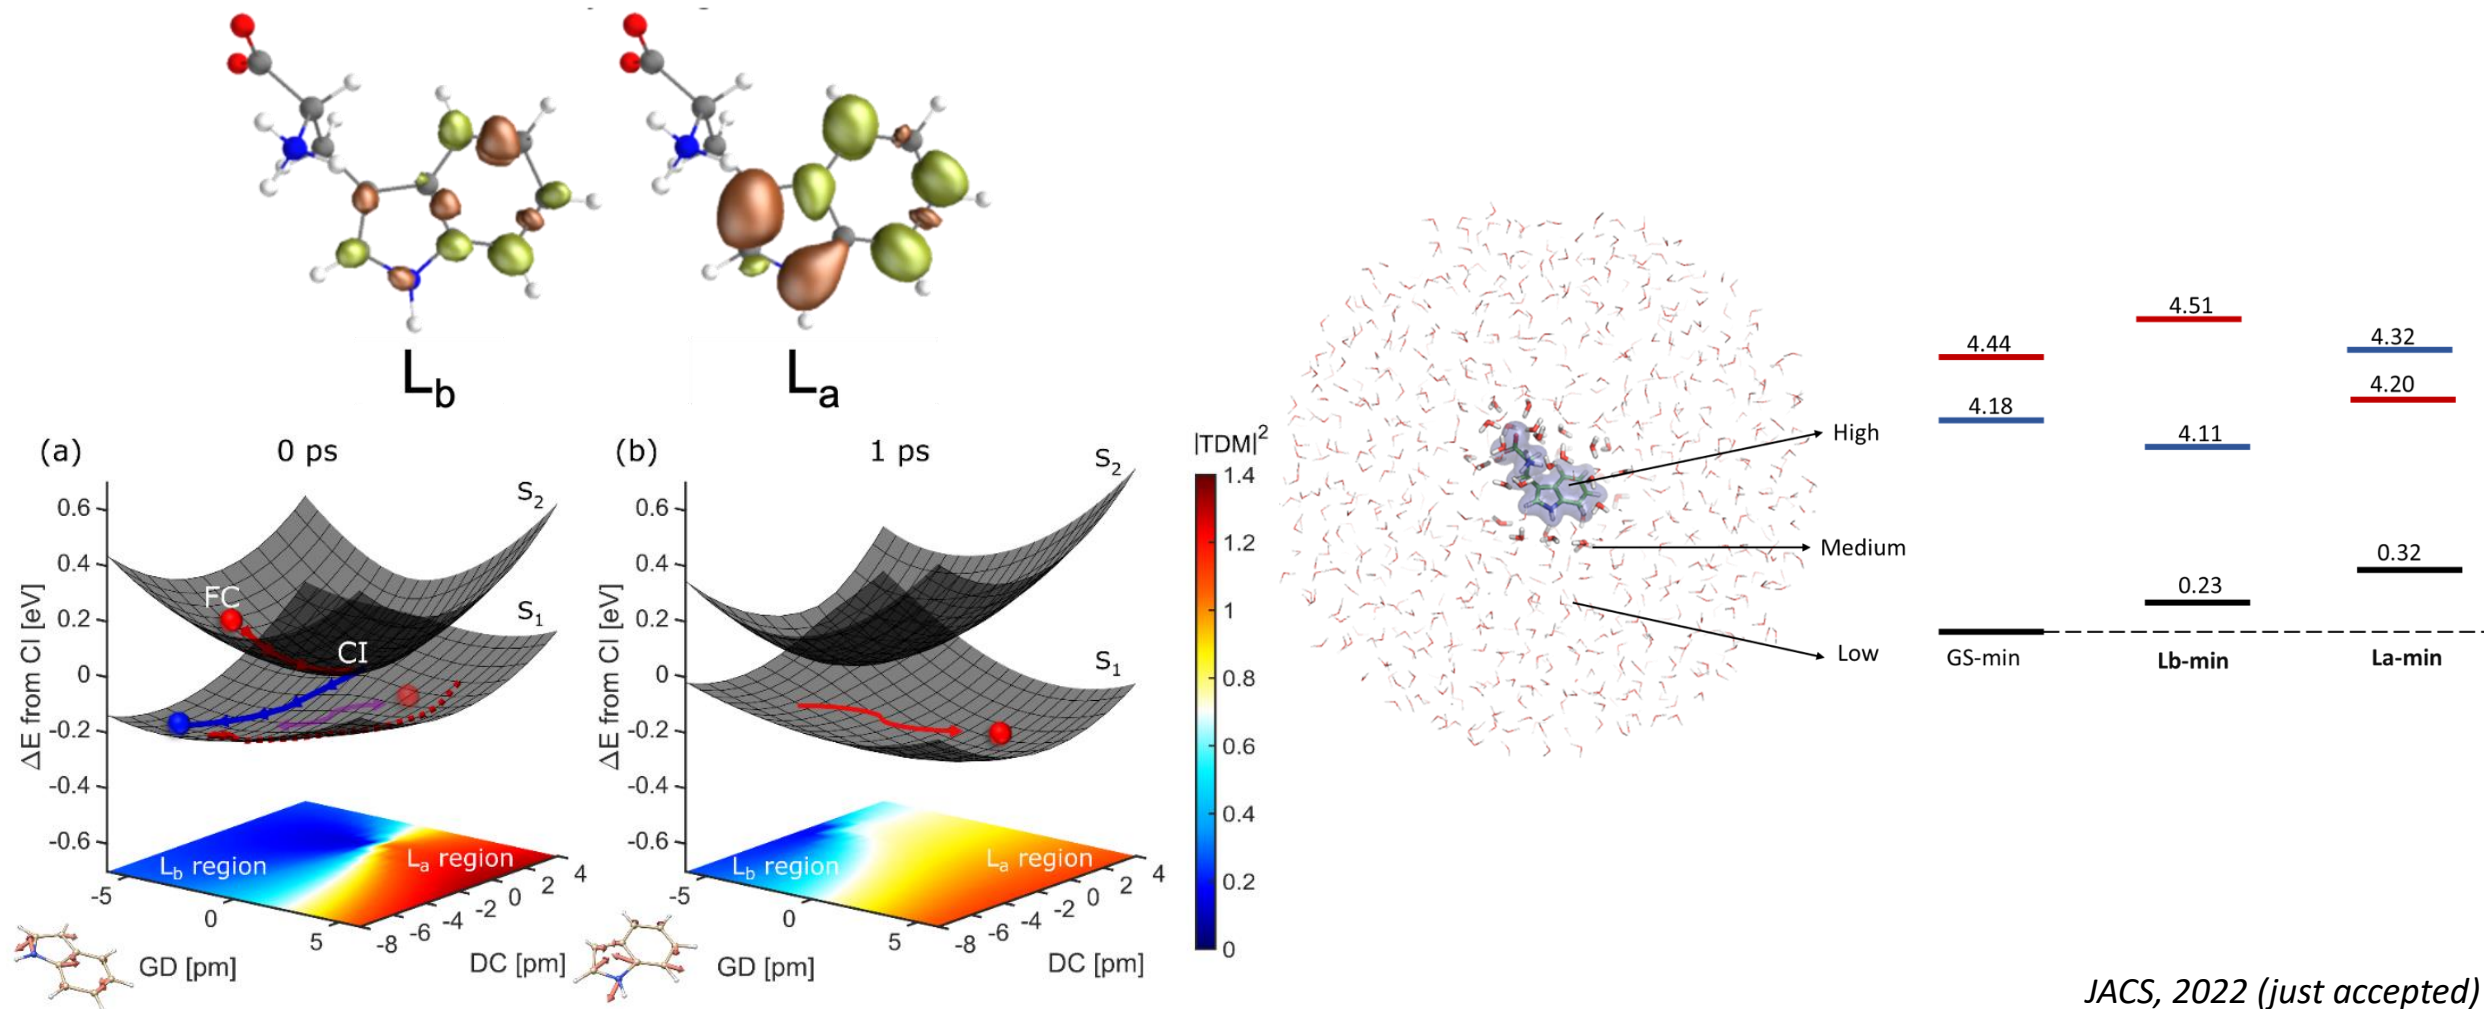 L_b
L_a
(a)
0 ps
(b)
1 ps
|TDM|²
S₂
S₁
FC
CI
0.6
0.4
0.2
0
-0.2
-0.4
-0.6
ΔE from CI [eV]
L_b region
L_a region
-5
0
5
-8
-6
-4
-2
0
2
4
GD [pm]
DC [pm]
S₂
S₁
0.6
0.4
0.2
0
-0.2
-0.4
-0.6
ΔE from CI [eV]
L_b region
L_a region
-5
0
5
-8
-6
-4
-2
0
2
4
GD [pm]
DC [pm]
1.4
1.2
1
0.8
0.6
0.4
0.2
0
High
Medium
Low
4.44
4.18
GS-min
4.51
4.11
0.23
Lb-min
4.32
4.20
0.32
La-min
JACS, 2022 (just accepted)